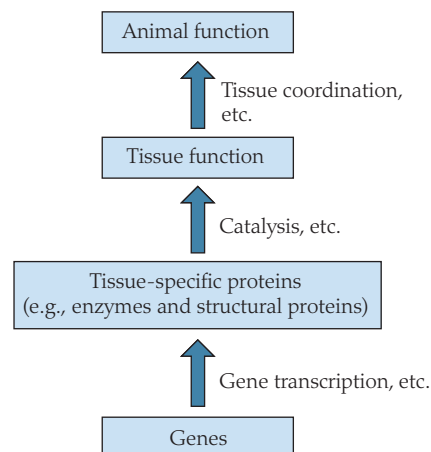 Animal function
Tissue coordination,
etc.
Tissue function
Catalysis, etc.
Tissue-specific proteins
(e.g., enzymes and structural proteins)
Gene transcription, etc.
Genes